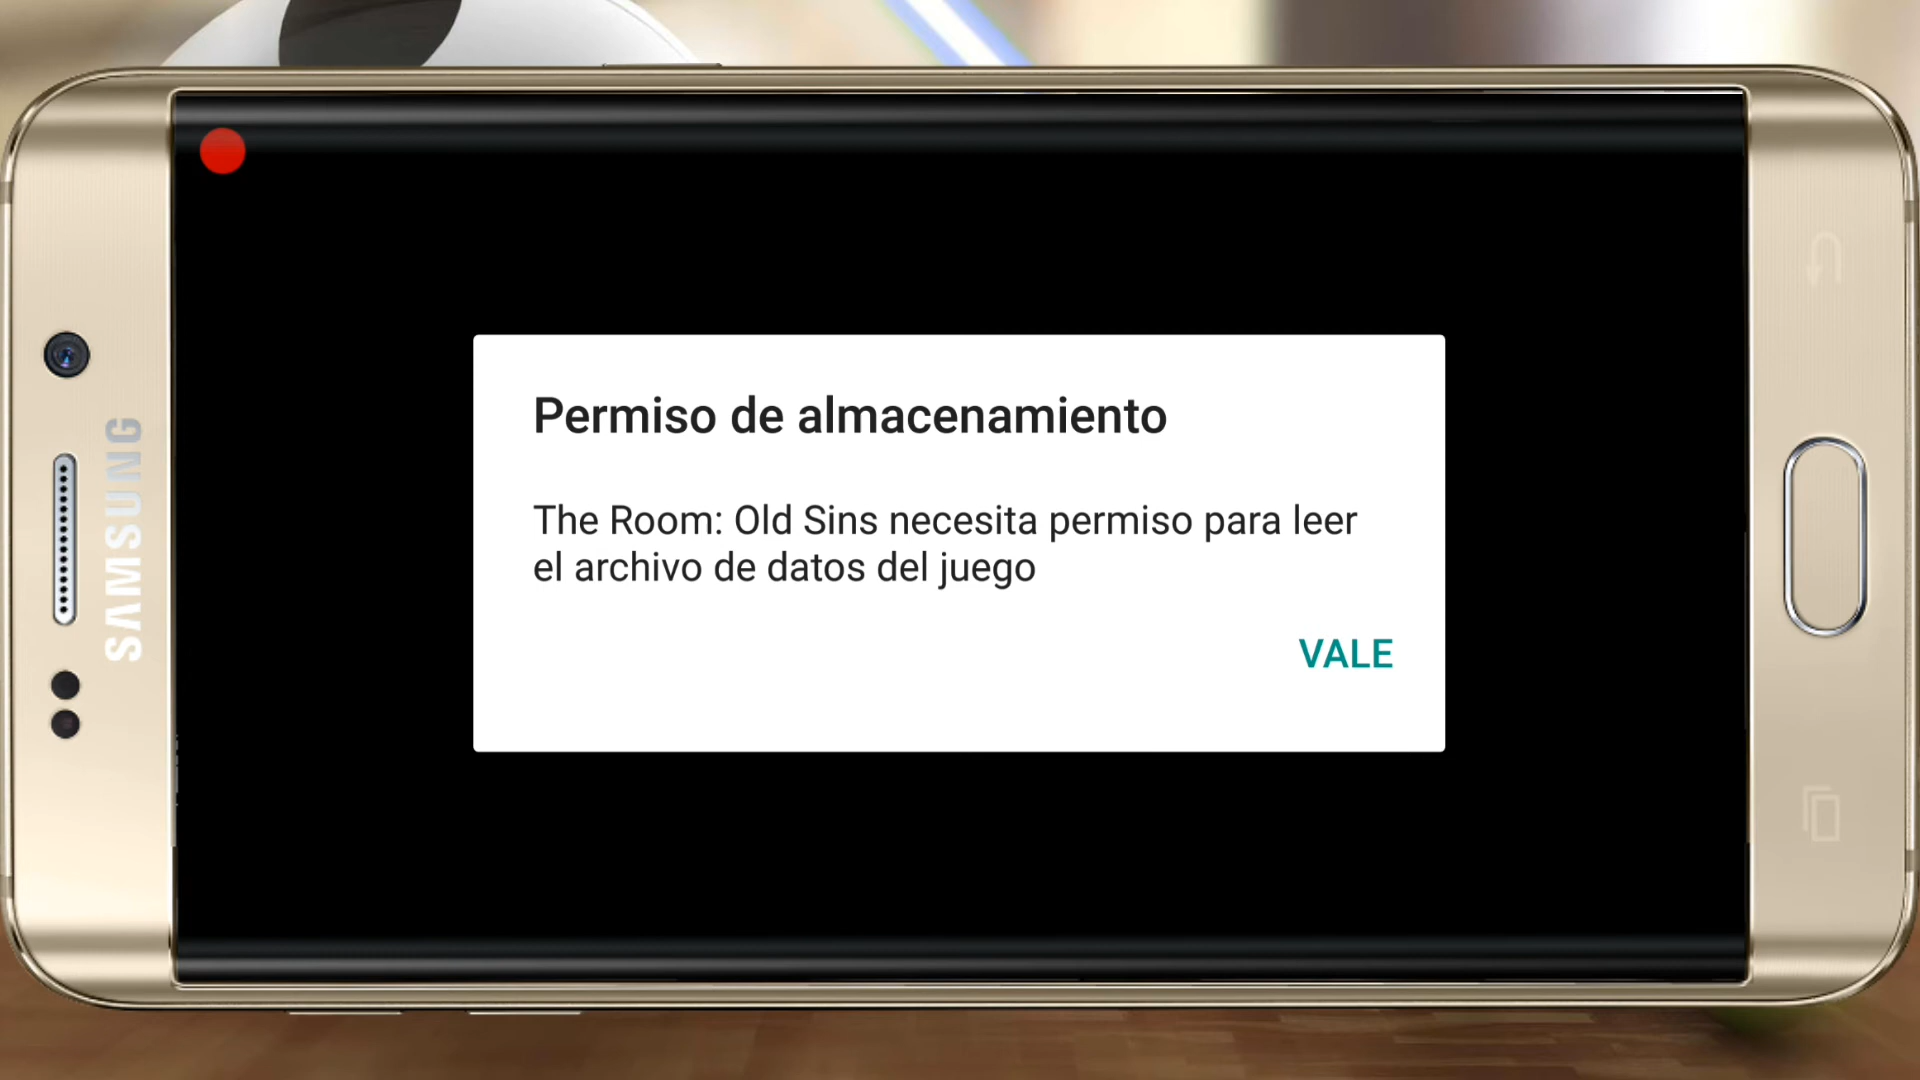 SAMSUNG
Permiso de almacenamiento
The Room: Old Sins necesita permiso para leer
el archivo de datos del juego
VALE